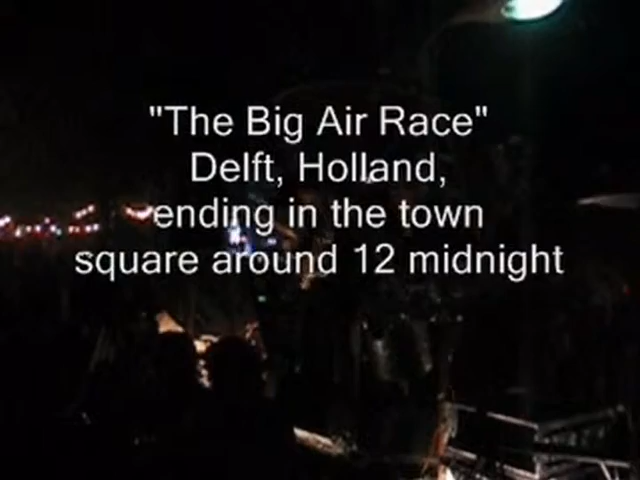 "The Big Air Race"
Delft, Holland,
ending in the town
square around 12 midnight